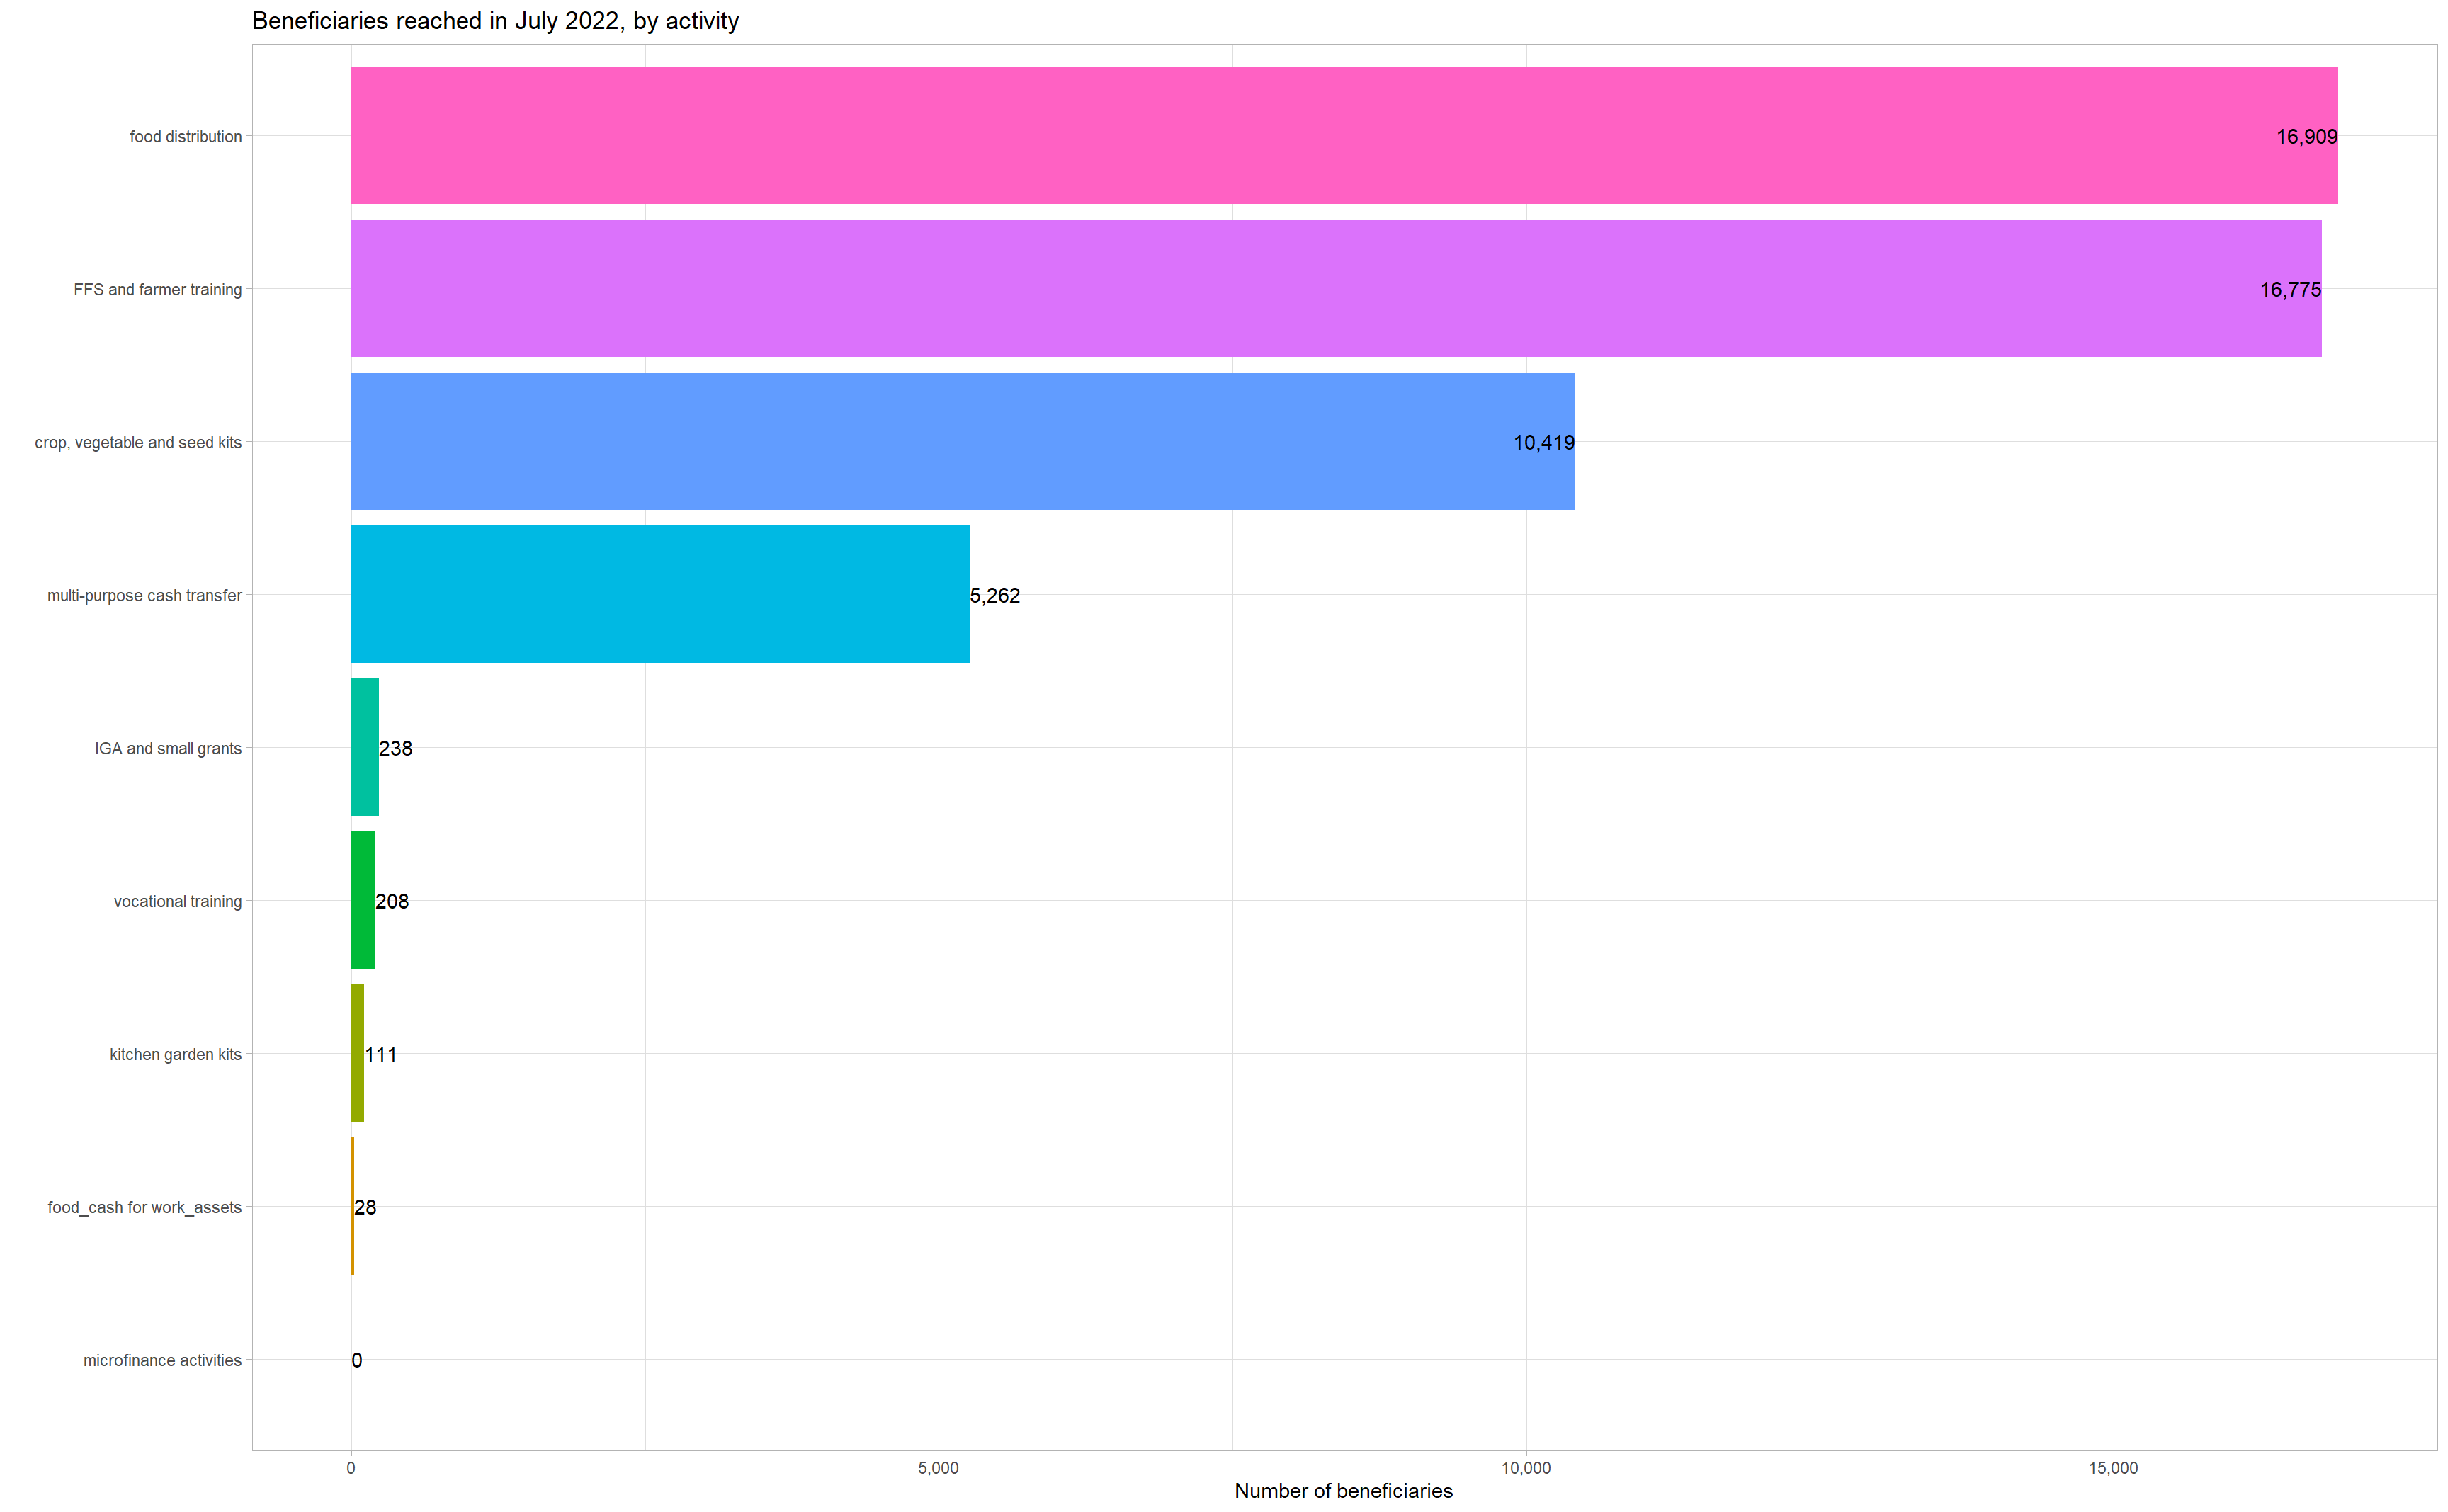 Beneficiaries reached in July 2022, by activity
food distribution 16,909
FFS and farmer training 16,775
crop, vegetable and seed kits 10,419
multi-purpose cash transfer 5,262
IGA and small grants 238
vocational training 208
kitchen garden kits 111
food_cash for work_assets 28
microfinance activities 0
0 5,000 10,000 15,000
Number of beneficiaries